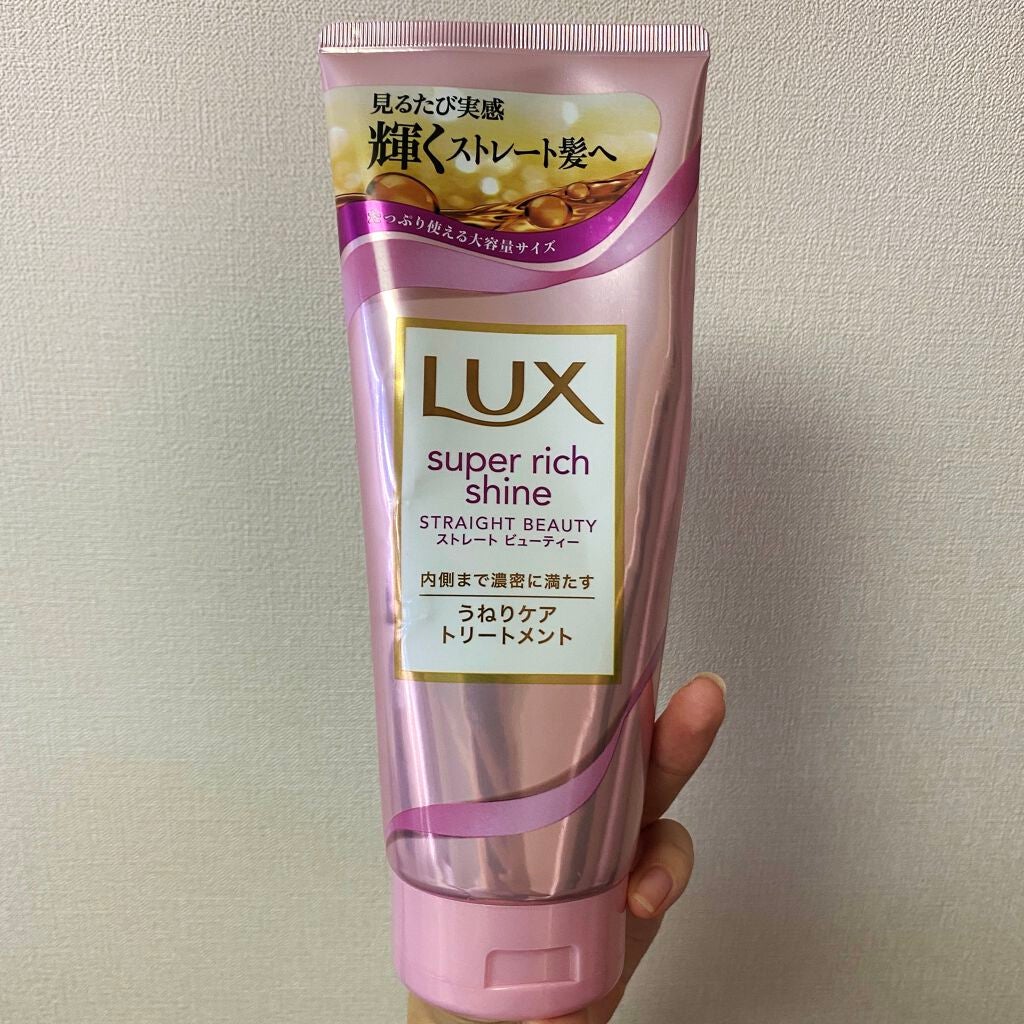 見るたび実感
輝くストレート髪へ
たっぷり使える大容量サイズ
LUX
super rich
shine
STRAIGHT BEAUTY
ストレート ビューティー
内側まで濃密に満たす
うねりケア
トリートメント